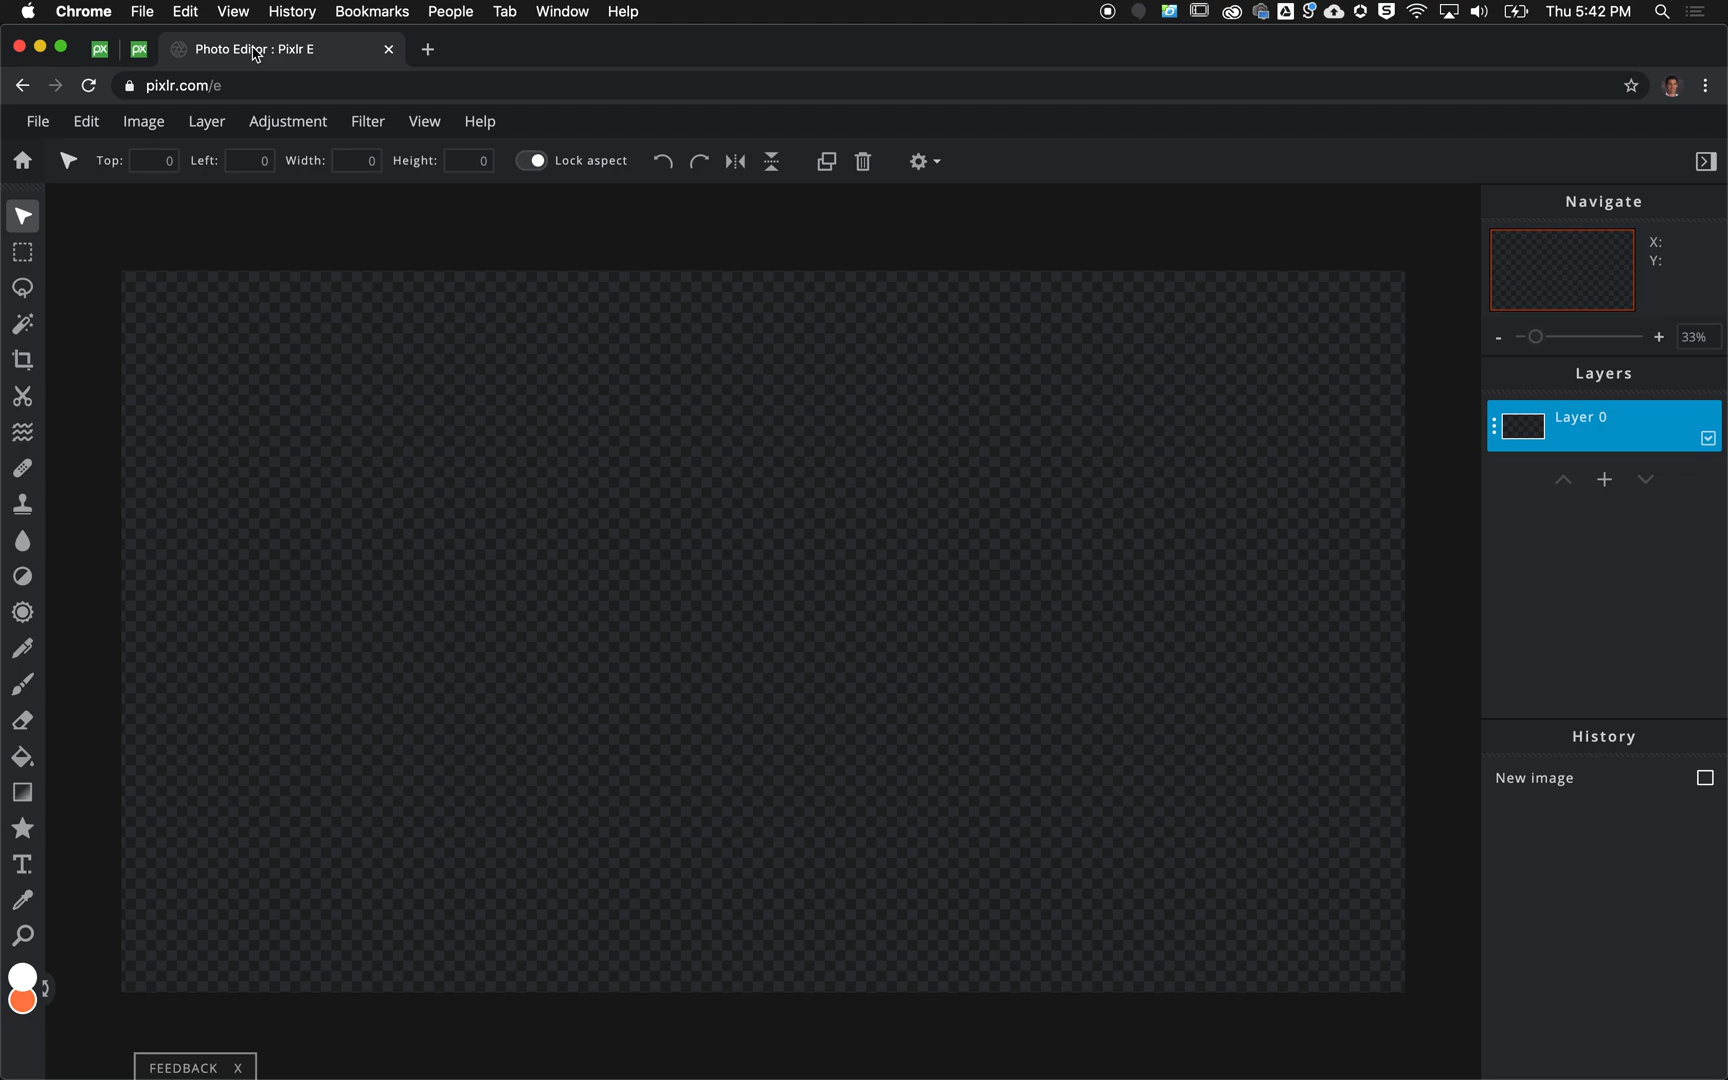 Chrome File Edit View History Bookmarks People Tab Window Help Thu 5:42 PM
px px Photo Editor : Pixlr E
pixlr.com/e
File Edit Image Layer Adjustment Filter View Help
Top: 0 Left: 0 Width: 0 Height: 0 Lock aspect
Navigate
X:
Y:
- + 33%
Layers
Layer 0
History
New image
T.
FEEDBACK X